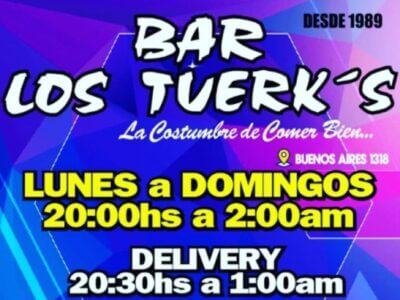 DESDE 1989
BAR
LOS TUERK´S
La Costumbre de Comer Bien...
BUENOS AIRES 1318
LUNES a DOMINGOS
20:00hs a 2:00am
DELIVERY
20:30hs a 1:00am